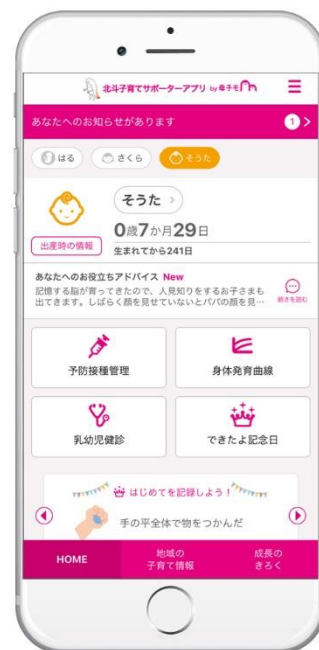 北斗子育てサポーターアプリ by 母子モ
あなたへのお知らせがあります
1
はる
さくら
そうた
そうた
0歳7か月29日
出産時の情報
生まれてから241日
あなたへのお役立ちアドバイス New
記憶する脳が育ってきたので、人見知りをするお子さまも
出てきます。しばらく顔を見せていないとパパの顔を見…
続きを読む
予防接種管理
身体発育曲線
乳幼児健診
できたよ記念日
はじめてを記録しよう!
手の平全体で物をつかんだ
HOME
地域の
子育て情報
成長の
きろく